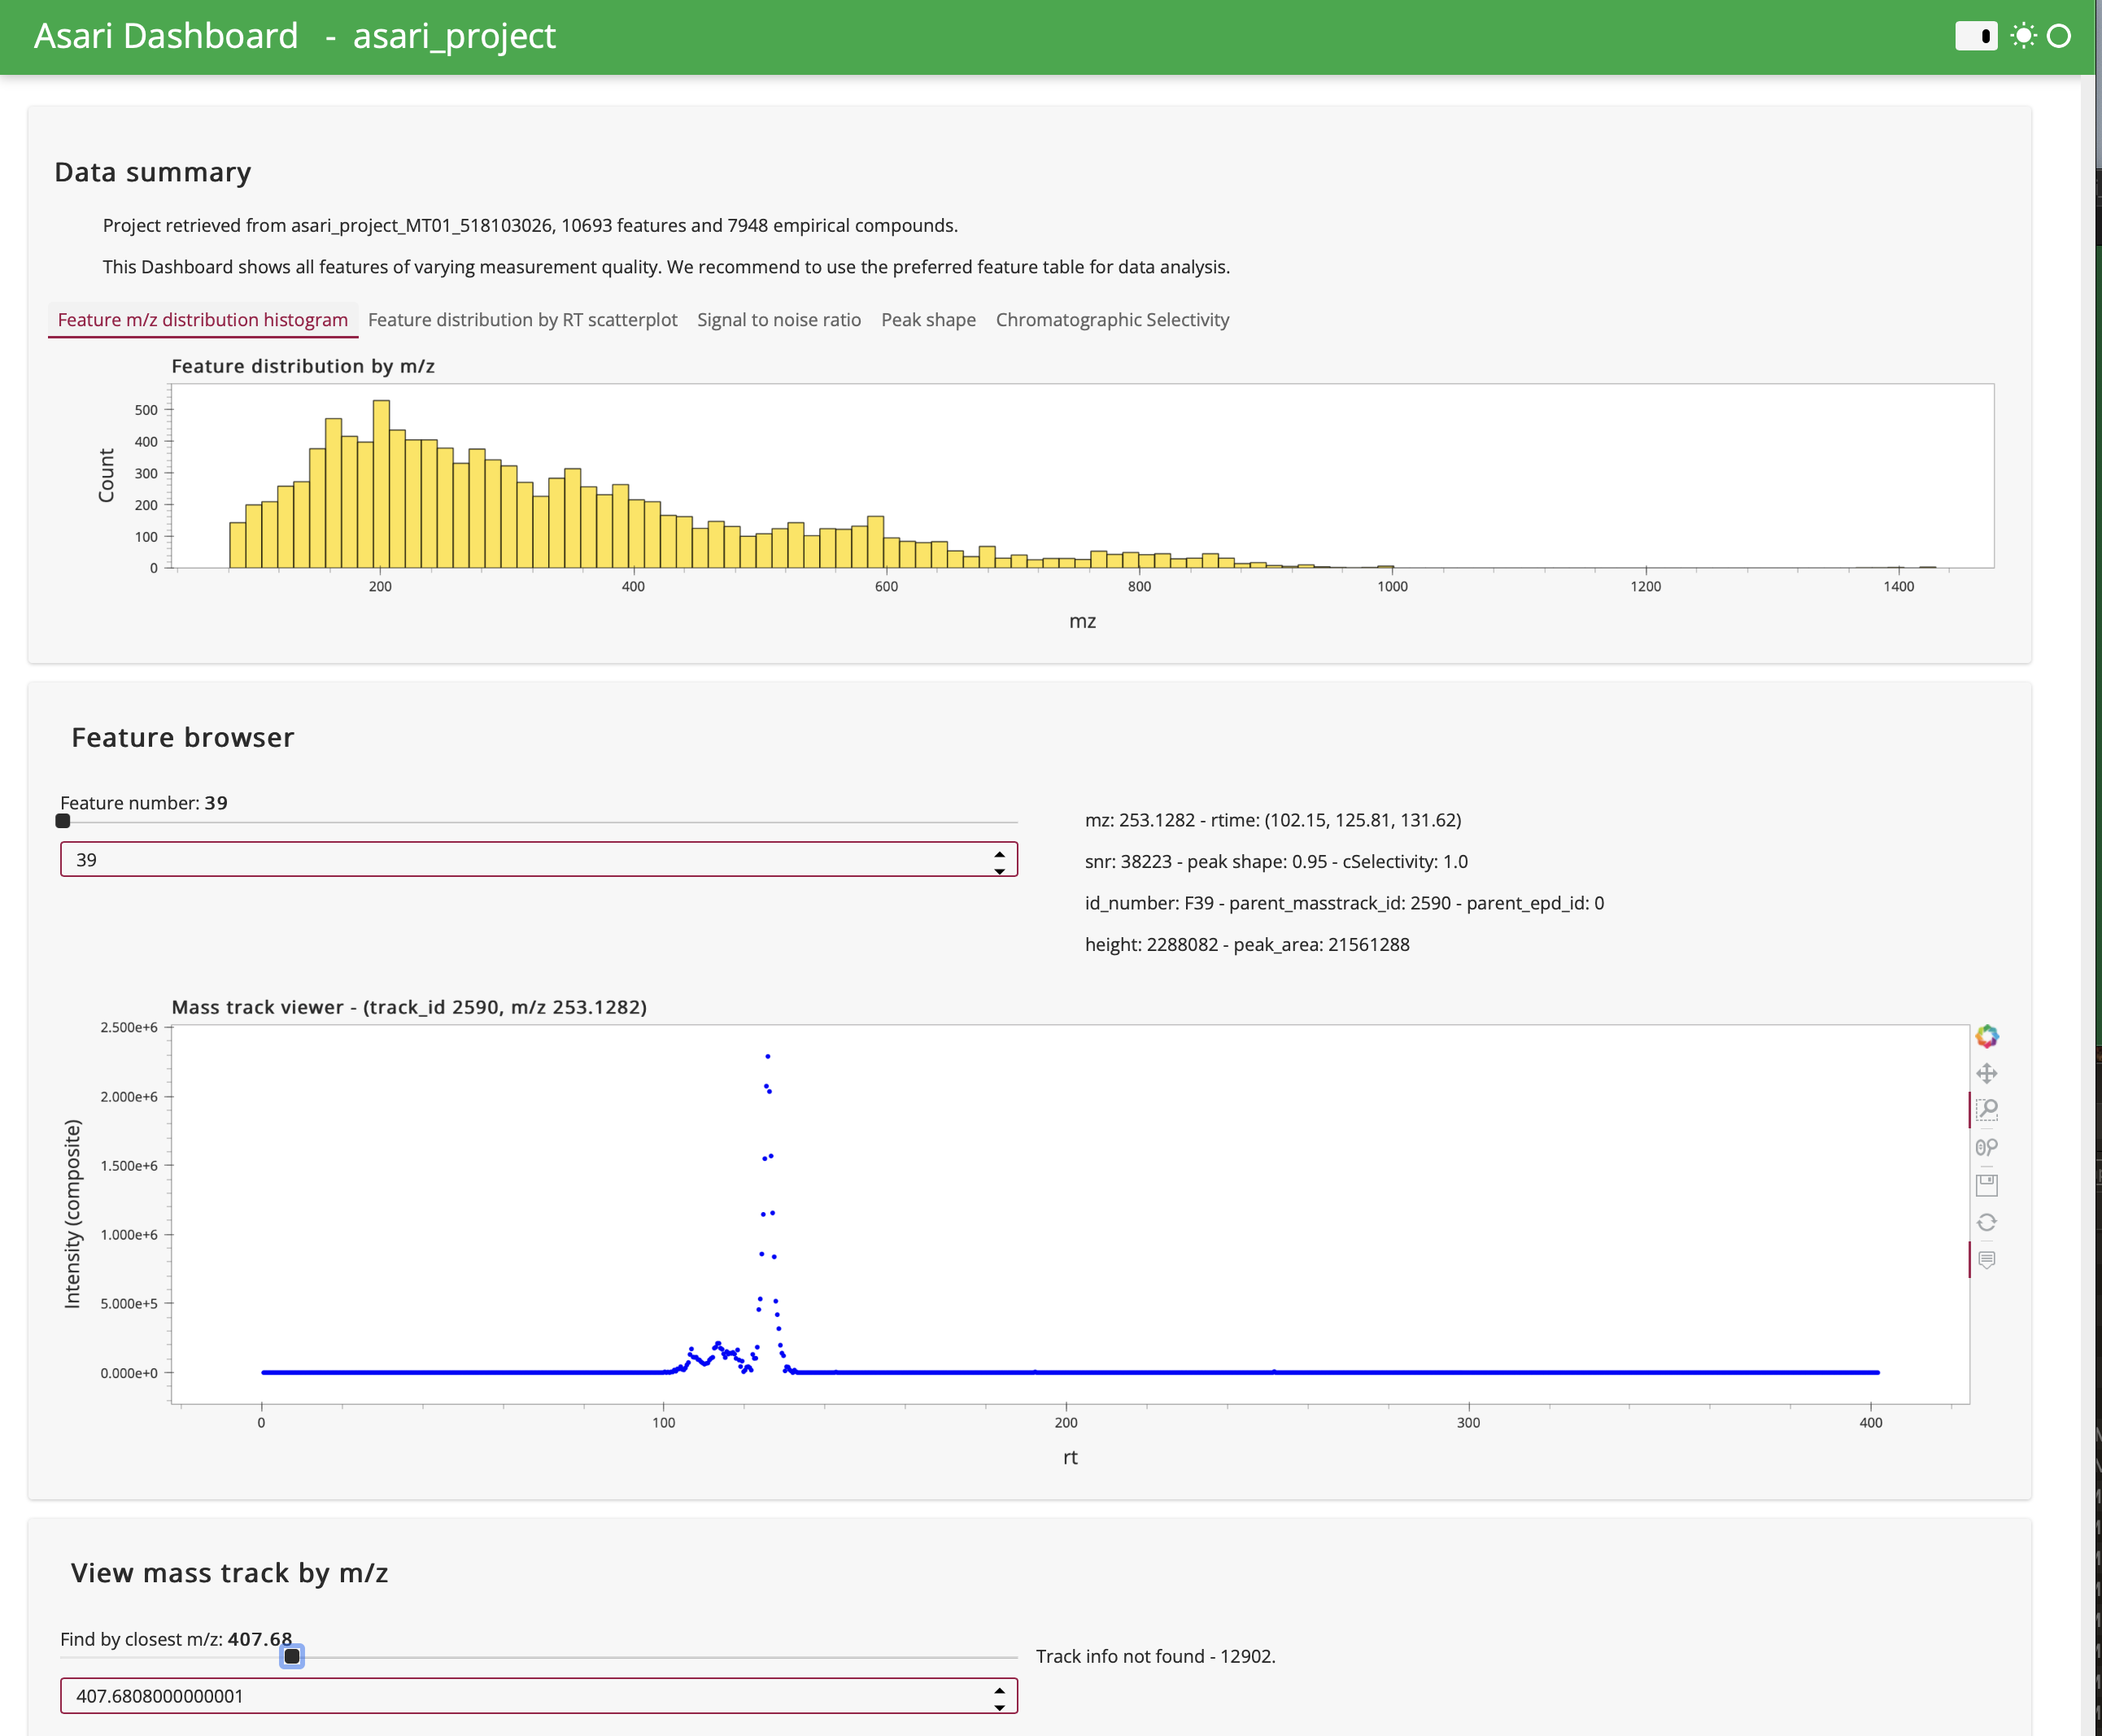 Asari Dashboard - asari_project
Data summary
Project retrieved from asari_project_MT01_518103026, 10693 features and 7948 empirical compounds.
This Dashboard shows all features of varying measurement quality. We recommend to use the preferred feature table for data analysis.
Feature m/z distribution histogram Feature distribution by RT scatterplot Signal to noise ratio Peak shape Chromatographic Selectivity
Feature distribution by m/z
Count
500
400
300
200
100
0
200 400 600 800 1000 1200 1400
mz
Feature browser
Feature number: 39
39
mz: 253.1282 - rtime: (102.15, 125.81, 131.62)
snr: 38223 - peak shape: 0.95 - cSelectivity: 1.0
id_number: F39 - parent_masstrack_id: 2590 - parent_epd_id: 0
height: 2288082 - peak_area: 21561288
Mass track viewer - (track_id 2590, m/z 253.1282)
Intensity (composite)
2.500e+6
2.000e+6
1.500e+6
1.000e+6
5.000e+5
0.000e+0
0 100 200 300 400
rt
View mass track by m/z
Find by closest m/z: 407.68
407.6808000000001
Track info not found - 12902.